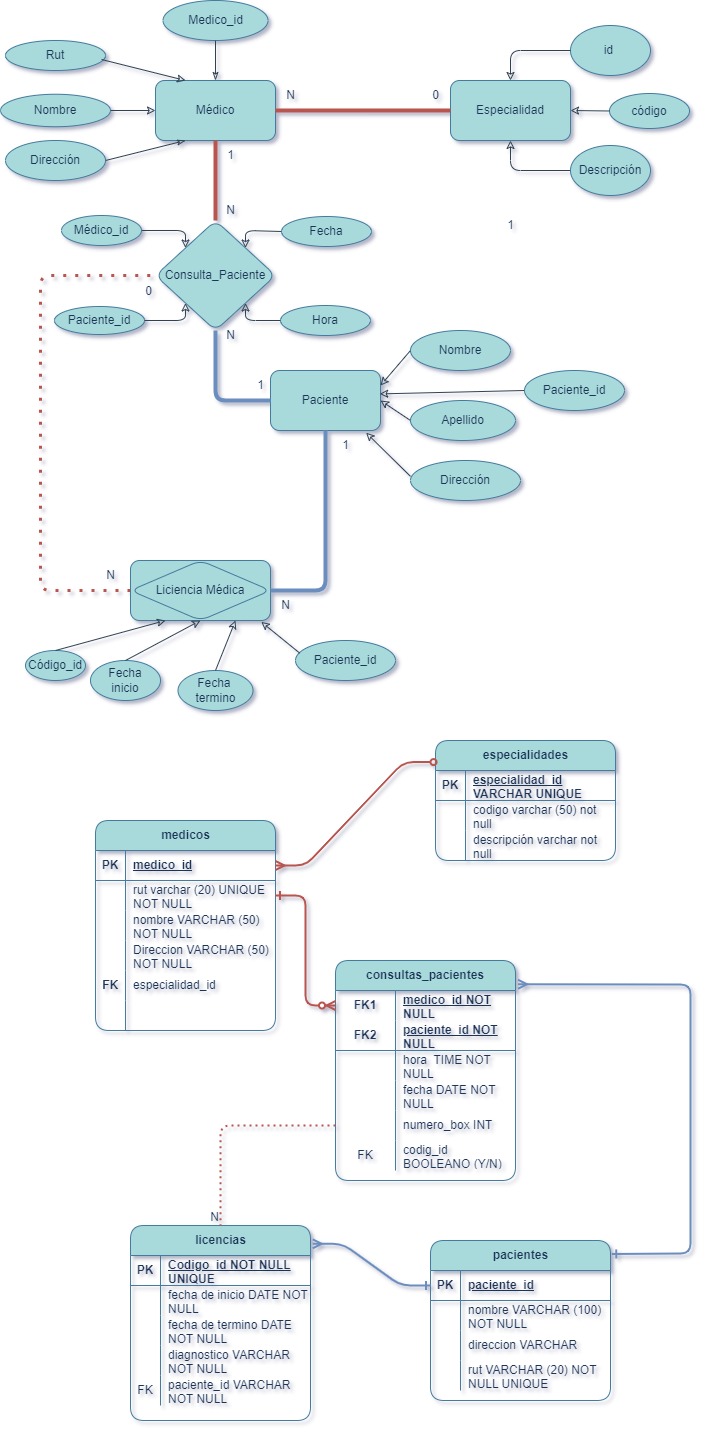 Medico_id
Rut
id
Nombre
Médico
N
0
Especialidad
código
Dirección
1
Descripción
N
Médico_id
Fecha
1
Consulta_Paciente
0
Paciente_id
Hora
N
Nombre
1
Paciente
Paciente_id
Apellido
1
Dirección
N
Liciencia Médica
N
Código_id
Fecha
inicio
Fecha
termino
Paciente_id
especialidades
PK
especialidad_id
VARCHAR UNIQUE
codigo varchar (50) not
null
descripción varchar not
null
medicos
PK
medico_id
rut varchar (20) UNIQUE
NOT NULL
nombre VARCHAR (50)
NOT NULL
Direccion VARCHAR (50)
NOT NULL
FK
especialidad_id
consultas_pacientes
FK1
medico_id NOT
NULL
FK2
paciente_id NOT
NULL
hora  TIME NOT
NULL
fecha DATE NOT
NULL
numero_box INT
FK
codig_id
BOOLEANO (Y/N)
N
licencias
PK
Codigo_id NOT NULL
UNIQUE
fecha de inicio DATE NOT
NULL
fecha de termino DATE
NOT NULL
diagnostico VARCHAR
NOT NULL
FK
paciente_id VARCHAR
NOT NULL
pacientes
PK
paciente_id
nombre VARCHAR (100)
NOT NULL
direccion VARCHAR
rut VARCHAR (20) NOT
NULL UNIQUE